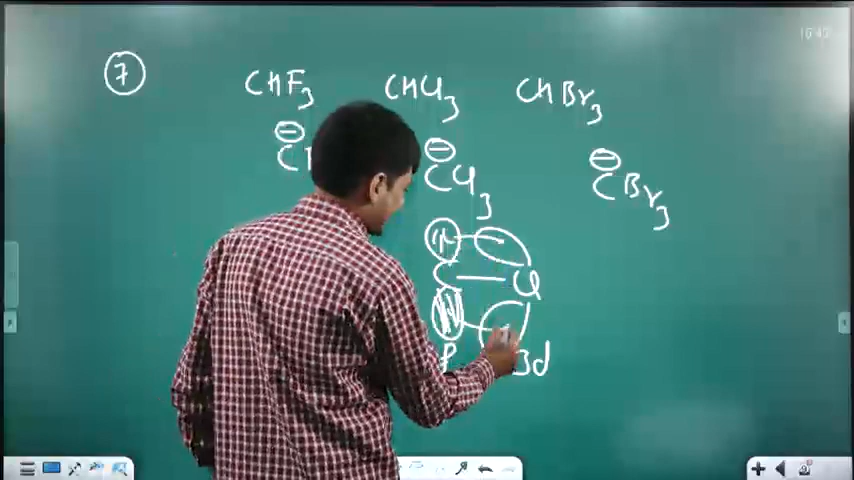 7 CHF3 CHCl3 CHBr3
⊖ ⊖ ⊖
CCl3 CBr3
C — Cl
P 3d